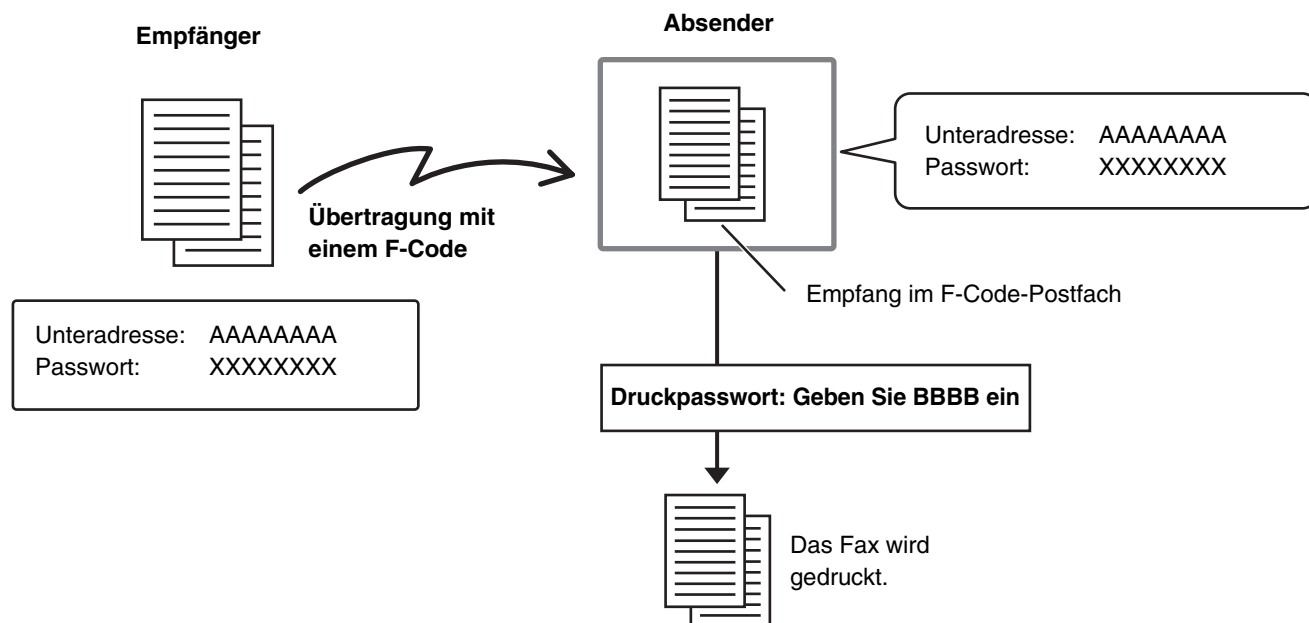 Empfänger
Absender
Unteradresse: AAAAAAAA
Passwort: XXXXXXXX
Übertragung mit
einem F-Code
Empfang im F-Code-Postfach
Unteradresse: AAAAAAAA
Passwort: XXXXXXXX
Druckpasswort: Geben Sie BBBB ein
Das Fax wird
gedruckt.